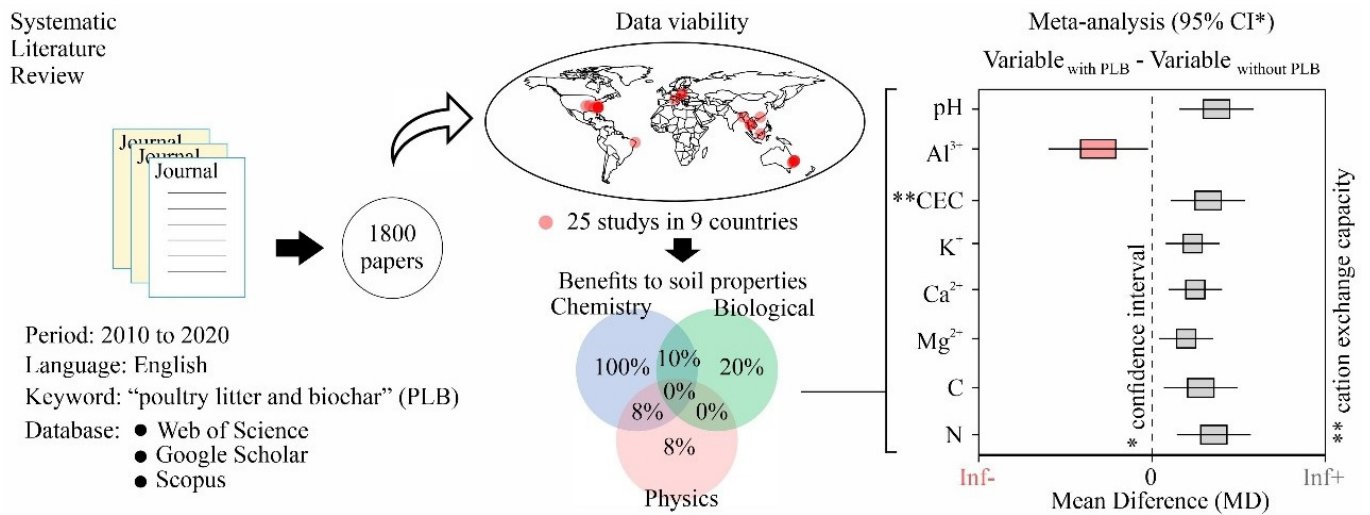 Systematic
Literature
Review
Journal
Journal
Journal
1800
papers
Period: 2010 to 2020
Language: English
Keyword: “poultry litter and biochar” (PLB)
Database: ● Web of Science
● Google Scholar
● Scopus
Data viability
25 studys in 9 countries
Benefits to soil properties
Chemistry Biological
100% 10% 20%
0%
8% 0%
8%
Physics
Meta-analysis (95% CI*)
Variable with PLB - Variable without PLB
pH
Al³⁺
**CEC
K⁺
Ca²⁺
Mg²⁺
C
N
* confidence interval
** cation exchange capacity
Inf- 0 Inf+
Mean Diference (MD)